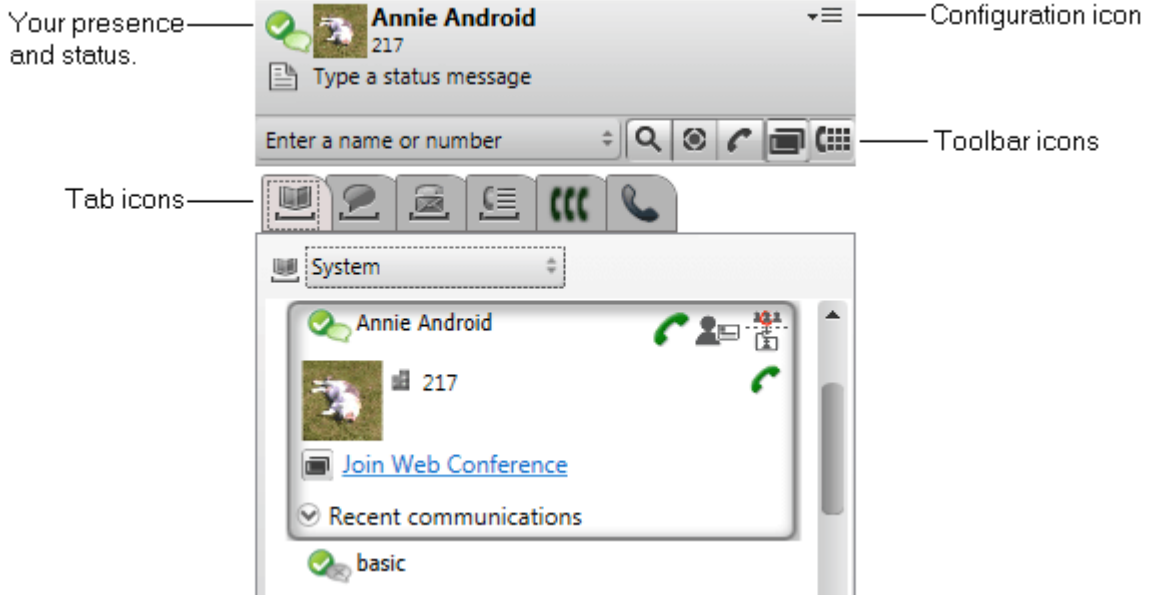 Your presence
and status.
Annie Android
217
Configuration icon
Type a status message
Enter a name or number
Toolbar icons
Tab icons
System
Annie Android
217
Join Web Conference
Recent communications
basic